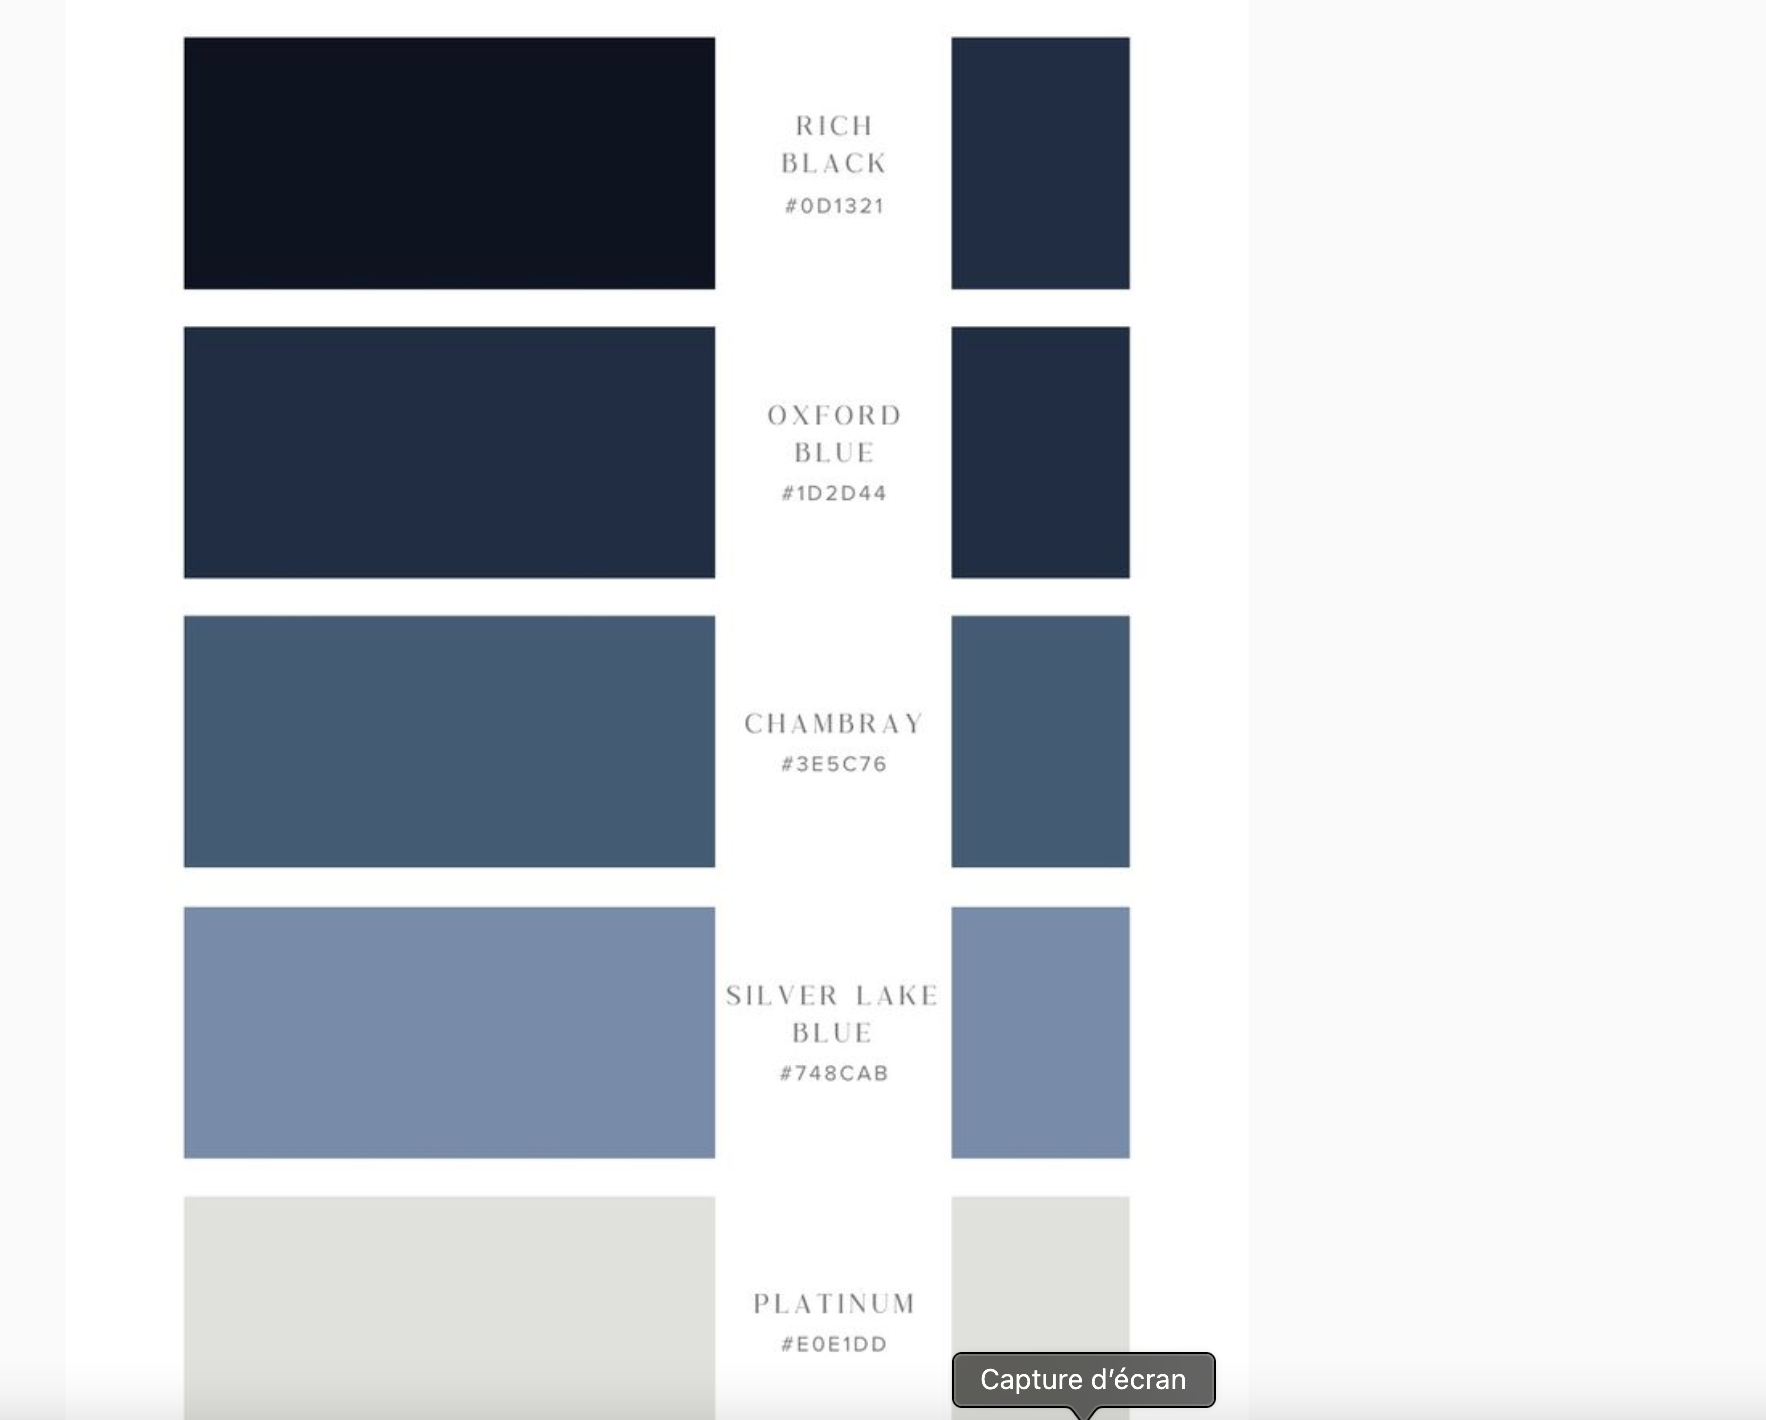 RICH
BLACK
#0D1321
OXFORD
BLUE
#1D2D44
CHAMBRAY
#3E5C76
SILVER LAKE
BLUE
#748CAB
PLATINUM
#E0E1DD
Capture d’écran